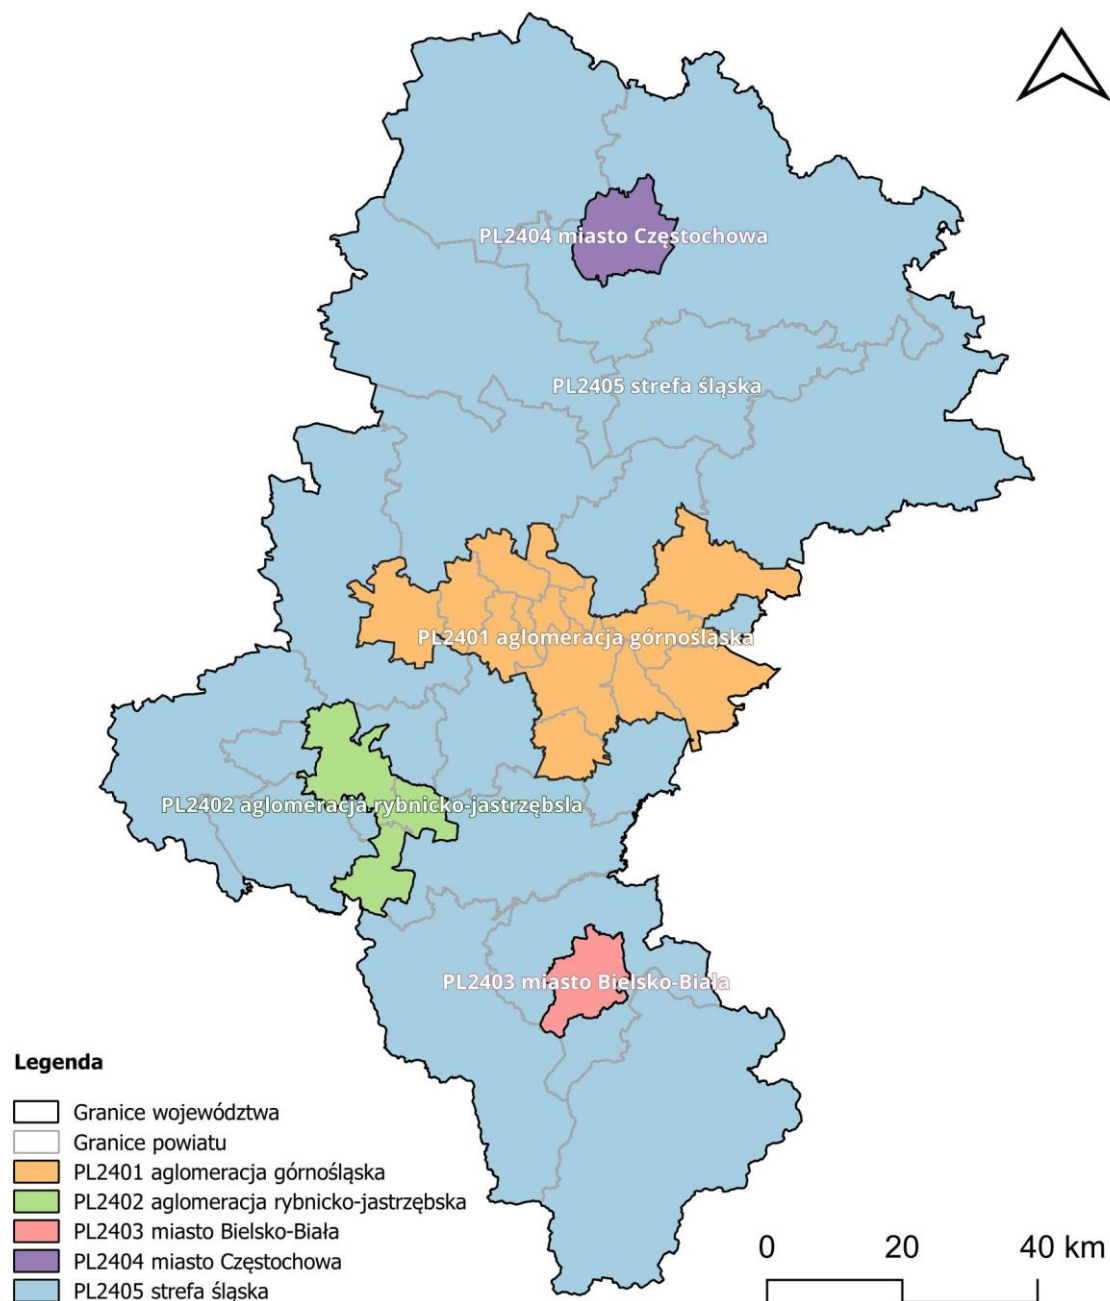 PL2404 miasto Częstochowa
PL2405 strefa śląska
PL2401 aglomeracja górnośląska
PL2402 aglomeracja rybnicko-jastrzębsla
PL2403 miasto Bielsko-Biała
Legenda
Granice województwa
Granice powiatu
PL2401 aglomeracja górnośląska
PL2402 aglomeracja rybnicko-jastrzębska
PL2403 miasto Bielsko-Biała
PL2404 miasto Częstochowa
PL2405 strefa śląska
0 20 40 km